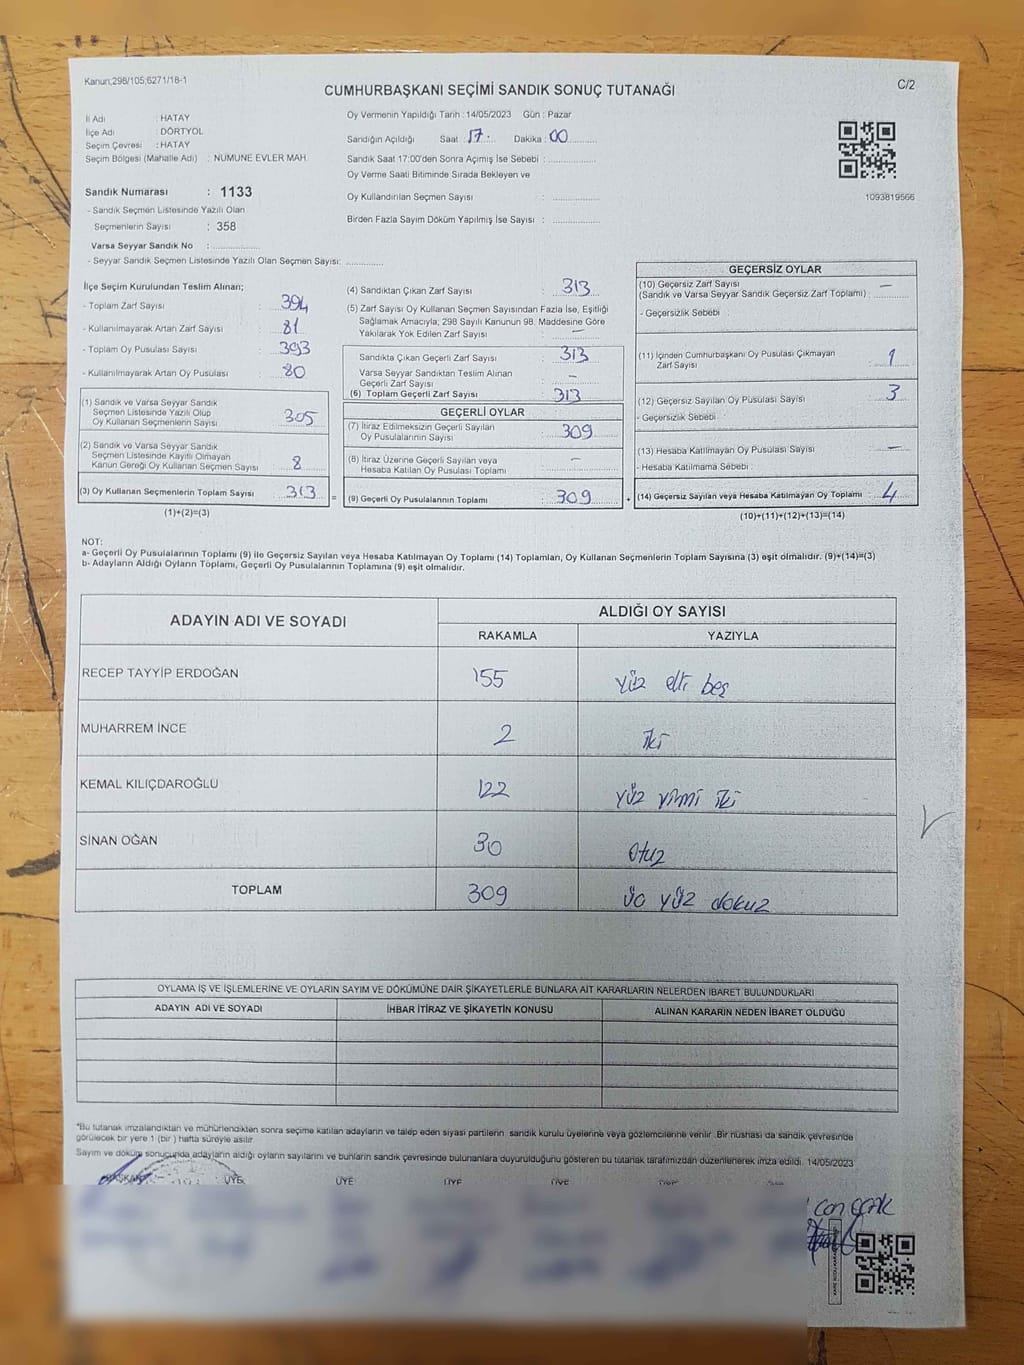 Kanun;298/105,6271/18-1
C/2
CUMHURBAŞKANI SEÇİMİ SANDIK SONUÇ TUTANAĞI
İl Adı : HATAY
İlçe Adı : DÖRTYOL
Seçim Çevresi : HATAY
Seçim Bölgesi (Mahalle Adı) : NUMUNE EVLER MAH.
Sandık Numarası : 1133
- Sandık Seçmen Listesinde Yazılı Olan
Seçmenlerin Sayısı : 358
Varsa Seyyar Sandık No : ..............
- Seyyar Sandık Seçmen Listesinde Yazılı Olan Seçmen Sayısı: ..............
Oy Vermenin Yapıldığı Tarih : 14/05/2023 Gün : Pazar
Sandığın Açıldığı Saat 17 Dakika : 00
Sandık Saat 17:00'den Sonra Açımış İse Sebebi : ..............
Oy Verme Saati Bitiminde Sırada Bekleyen ve
Oy Kullandırılan Seçmen Sayısı : ..............
Birden Fazla Sayım Döküm Yapılmış İse Sayısı : ..............
1093819566
İlçe Seçim Kurulundan Teslim Alınan;
- Toplam Zarf Sayısı : 394
- Kullanılmayarak Artan Zarf Sayısı : 81
- Toplam Oy Pusulası Sayısı : 393
- Kullanılmayarak Artan Oy Pusulası : 80
(1) Sandık ve Varsa Seyyar Sandık
Seçmen Listesinde Yazılı Olup
Oy Kullanan Seçmenlerin Sayısı : 305
(2) Sandık ve Varsa Seyyar Sandık
Seçmen Listesinde Kayıtlı Olmayan
Kanun Gereği Oy Kullanan Seçmen Sayısı : 8
(3) Oy Kullanan Seçmenlerin Toplam Sayısı : 313 =
(1)+(2)=(3)
(4) Sandıktan Çıkan Zarf Sayısı : 313
(5) Zarf Sayısı Oy Kullanan Seçmen Sayısından Fazla İse, Eşitliği
Sağlamak Amacıyla, 298 Sayılı Kanunun 98. Maddesine Göre
Yakılarak Yok Edilen Zarf Sayısı : –
Sandıkta Çıkan Geçerli Zarf Sayısı : 313
Varsa Seyyar Sandıktan Teslim Alınan
Geçerli Zarf Sayısı : –
(6) Toplam Geçerli Zarf Sayısı : 313
GEÇERLİ OYLAR
(7) İtiraz Edilmeksizin Geçerli Sayılan
Oy Pusulalarının Sayısı : 309
(8) İtiraz Üzerine Geçerli Sayılan veya
Hesaba Katılan Oy Pusulası Toplamı : –
(9) Geçerli Oy Pusulalarının Toplamı : 309 +
GEÇERSİZ OYLAR
(10) Geçersiz Zarf Sayısı
(Sandık ve Varsa Seyyar Sandık Geçersiz Zarf Toplamı) : –
- Geçersizlik Sebebi
(11) İçinden Cumhurbaşkanı Oy Pusulası Çıkmayan
Zarf Sayısı : 1
(12) Geçersiz Sayılan Oy Pusulası Sayısı : 3
- Geçersizlik Sebebi
(13) Hesaba Katılmayan Oy Pusulası Sayısı : –
- Hesaba Katılmama Sebebi :
(14) Geçersiz Sayılan veya Hesaba Katılmayan Oy Toplamı : 4
(10)+(11)+(12)+(13)=(14)
NOT:
a- Geçerli Oy Pusulalarının Toplamı (9) ile Geçersiz Sayılan veya Hesaba Katılmayan Oy Toplamı (14) Toplamları, Oy Kullanan Seçmenlerin Toplam Sayısına (3) eşit olmalıdır. (9)+(14)=(3)
b- Adayların Aldığı Oyların Toplamı, Geçerli Oy Pusulalarının Toplamına (9) eşit olmalıdır.
ADAYIN ADI VE SOYADI
ALDIĞI OY SAYISI
RAKAMLA YAZIYLA
RECEP TAYYİP ERDOĞAN 155 yüz elli beş
MUHARREM İNCE 2 iki
KEMAL KILIÇDAROĞLU 122 yüz yirmi iki
SİNAN OĞAN 30 Otuz
TOPLAM 309 üç yüz dokuz
OYLAMA İŞ VE İŞLEMLERİNE VE OYLARIN SAYIM VE DÖKÜMÜNE DAİR ŞİKAYETLERLE BUNLARA AİT KARARLARIN NELERDEN İBARET BULUNDUKLARI
ADAYIN ADI VE SOYADI İHBAR İTİRAZ VE ŞİKAYETİN KONUSU ALINAN KARARIN NEDEN İBARET OLDUĞU
*Bu tutanak imzalandıktan ve mühürlendikten sonra seçime katılan adayların ve talep eden siyasi partilerin sandık kurulu üyelerine veya gözlemcilerine verilir. Bir nüshası da sandık çevresinde
görülecek bir yere 1 (bir ) hafta süreyle asılır.
Sayım ve döküm sonucunda adayların aldığı oyların sayılarını ve bunların sandık çevresinde bulunanlara duyurulduğunu gösteren bu tutanak tarafımızdan düzenlenerek imza edildi. 14/05/2023
BAŞKAN ÜYE ÜYE ÜYE ÜYE